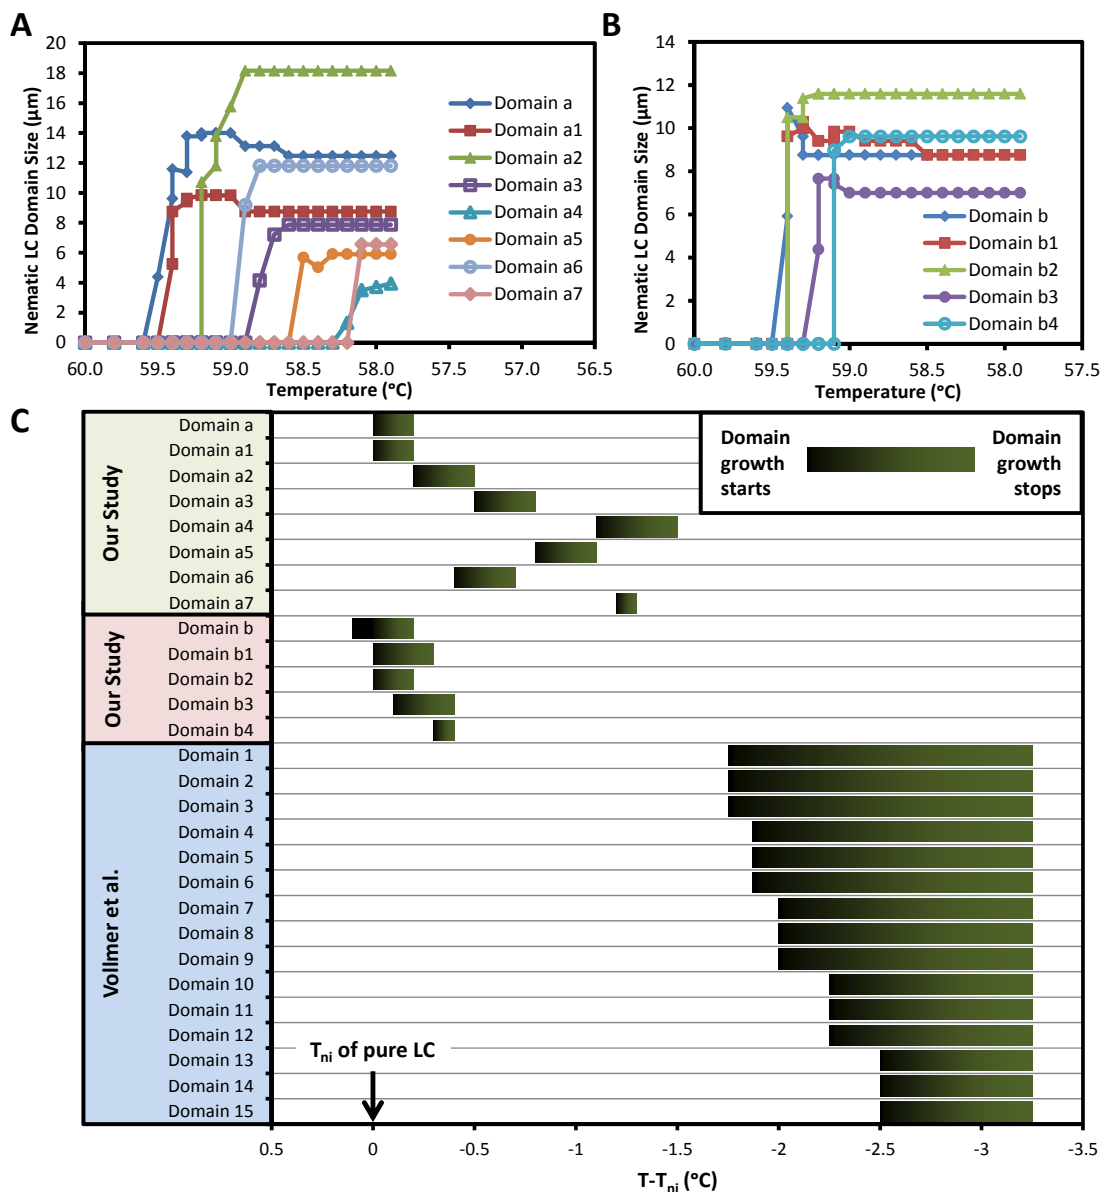 A
B
20
18
16
14
12
10
8
6
4
2
0
Nematic LC Domain Size (μm)
60.0 59.5 59.0 58.5 58.0 57.5 57.0 56.5
Temperature (°C)
Domain a
Domain a1
Domain a2
Domain a3
Domain a4
Domain a5
Domain a6
Domain a7
14
12
10
8
6
4
2
0
Nematic LC Domain Size (μm)
60.0 59.5 59.0 58.5 58.0 57.5
Temperature (°C)
Domain b
Domain b1
Domain b2
Domain b3
Domain b4
C
Our Study
Domain a
Domain a1
Domain a2
Domain a3
Domain a4
Domain a5
Domain a6
Domain a7
Our Study
Domain b
Domain b1
Domain b2
Domain b3
Domain b4
Vollmer et al.
Domain 1
Domain 2
Domain 3
Domain 4
Domain 5
Domain 6
Domain 7
Domain 8
Domain 9
Domain 10
Domain 11
Domain 12
Domain 13
Domain 14
Domain 15
Domain
growth
starts
Domain
growth
stops
Tni of pure LC
0.5 0 -0.5 -1 -1.5 -2 -2.5 -3 -3.5
T-Tni (°C)